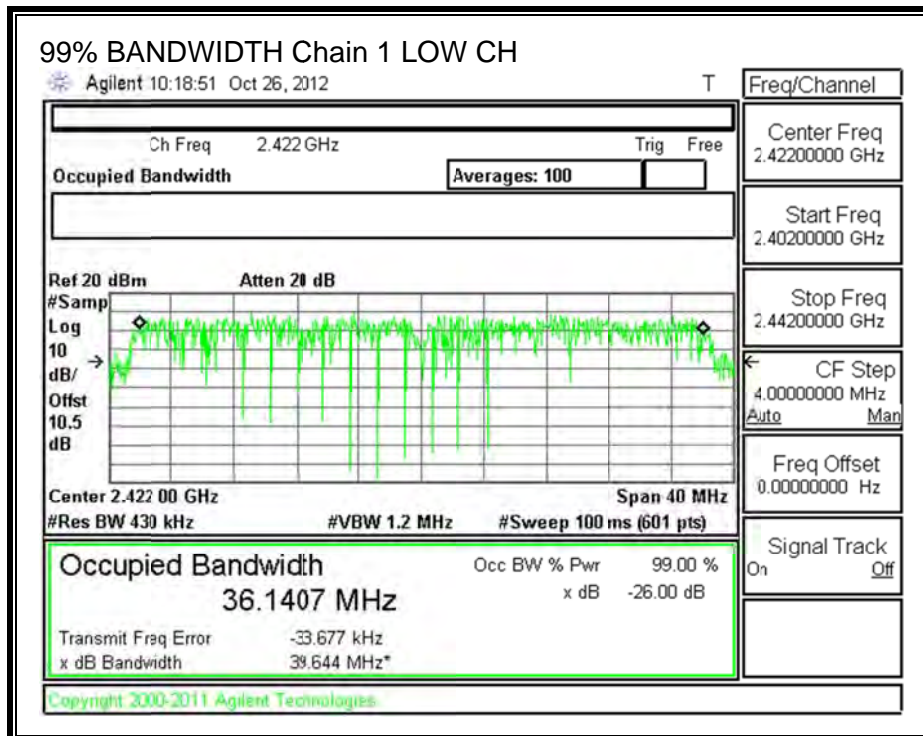 99% BANDWIDTH Chain 1 LOW CH
Agilent 10:18:51 Oct 26, 2012 T
Freq/Channel
Ch Freq 2.422 GHz Trig Free
Occupied Bandwidth Averages: 100
Center Freq
2.42200000 GHz
Start Freq
2.40200000 GHz
Stop Freq
2.44200000 GHz
CF Step
4.00000000 MHz
Auto Man
Freq Offset
0.00000000 Hz
Signal Track
On Off
Ref 20 dBm Atten 20 dB
#Samp
Log
10
dB/
Offst
10.5
dB
Center 2.422 00 GHz Span 40 MHz
#Res BW 430 kHz #VBW 1.2 MHz #Sweep 100 ms (601 pts)
Occupied Bandwidth
36.1407 MHz
Occ BW % Pwr 99.00 %
x dB -26.00 dB
Transmit Freq Error -33.677 kHz
x dB Bandwidth 39.644 MHz*
Copyright 2000-2011 Agilent Technologies